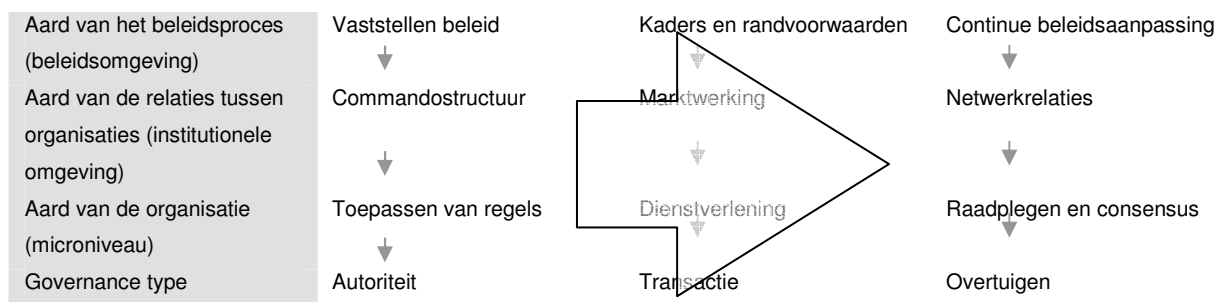 Aard van het beleidsproces Vaststellen beleid Kaders en randvoorwaarden Continue beleidsaanpassing
(beleidsomgeving)
Aard van de relaties tussen Commandostructuur Marktwerking Netwerkrelaties
organisaties (institutionele
omgeving)
Aard van de organisatie Toepassen van regels Dienstverlening Raadplegen en consensus
(microniveau)
Governance type Autoriteit Transactie Overtuigen